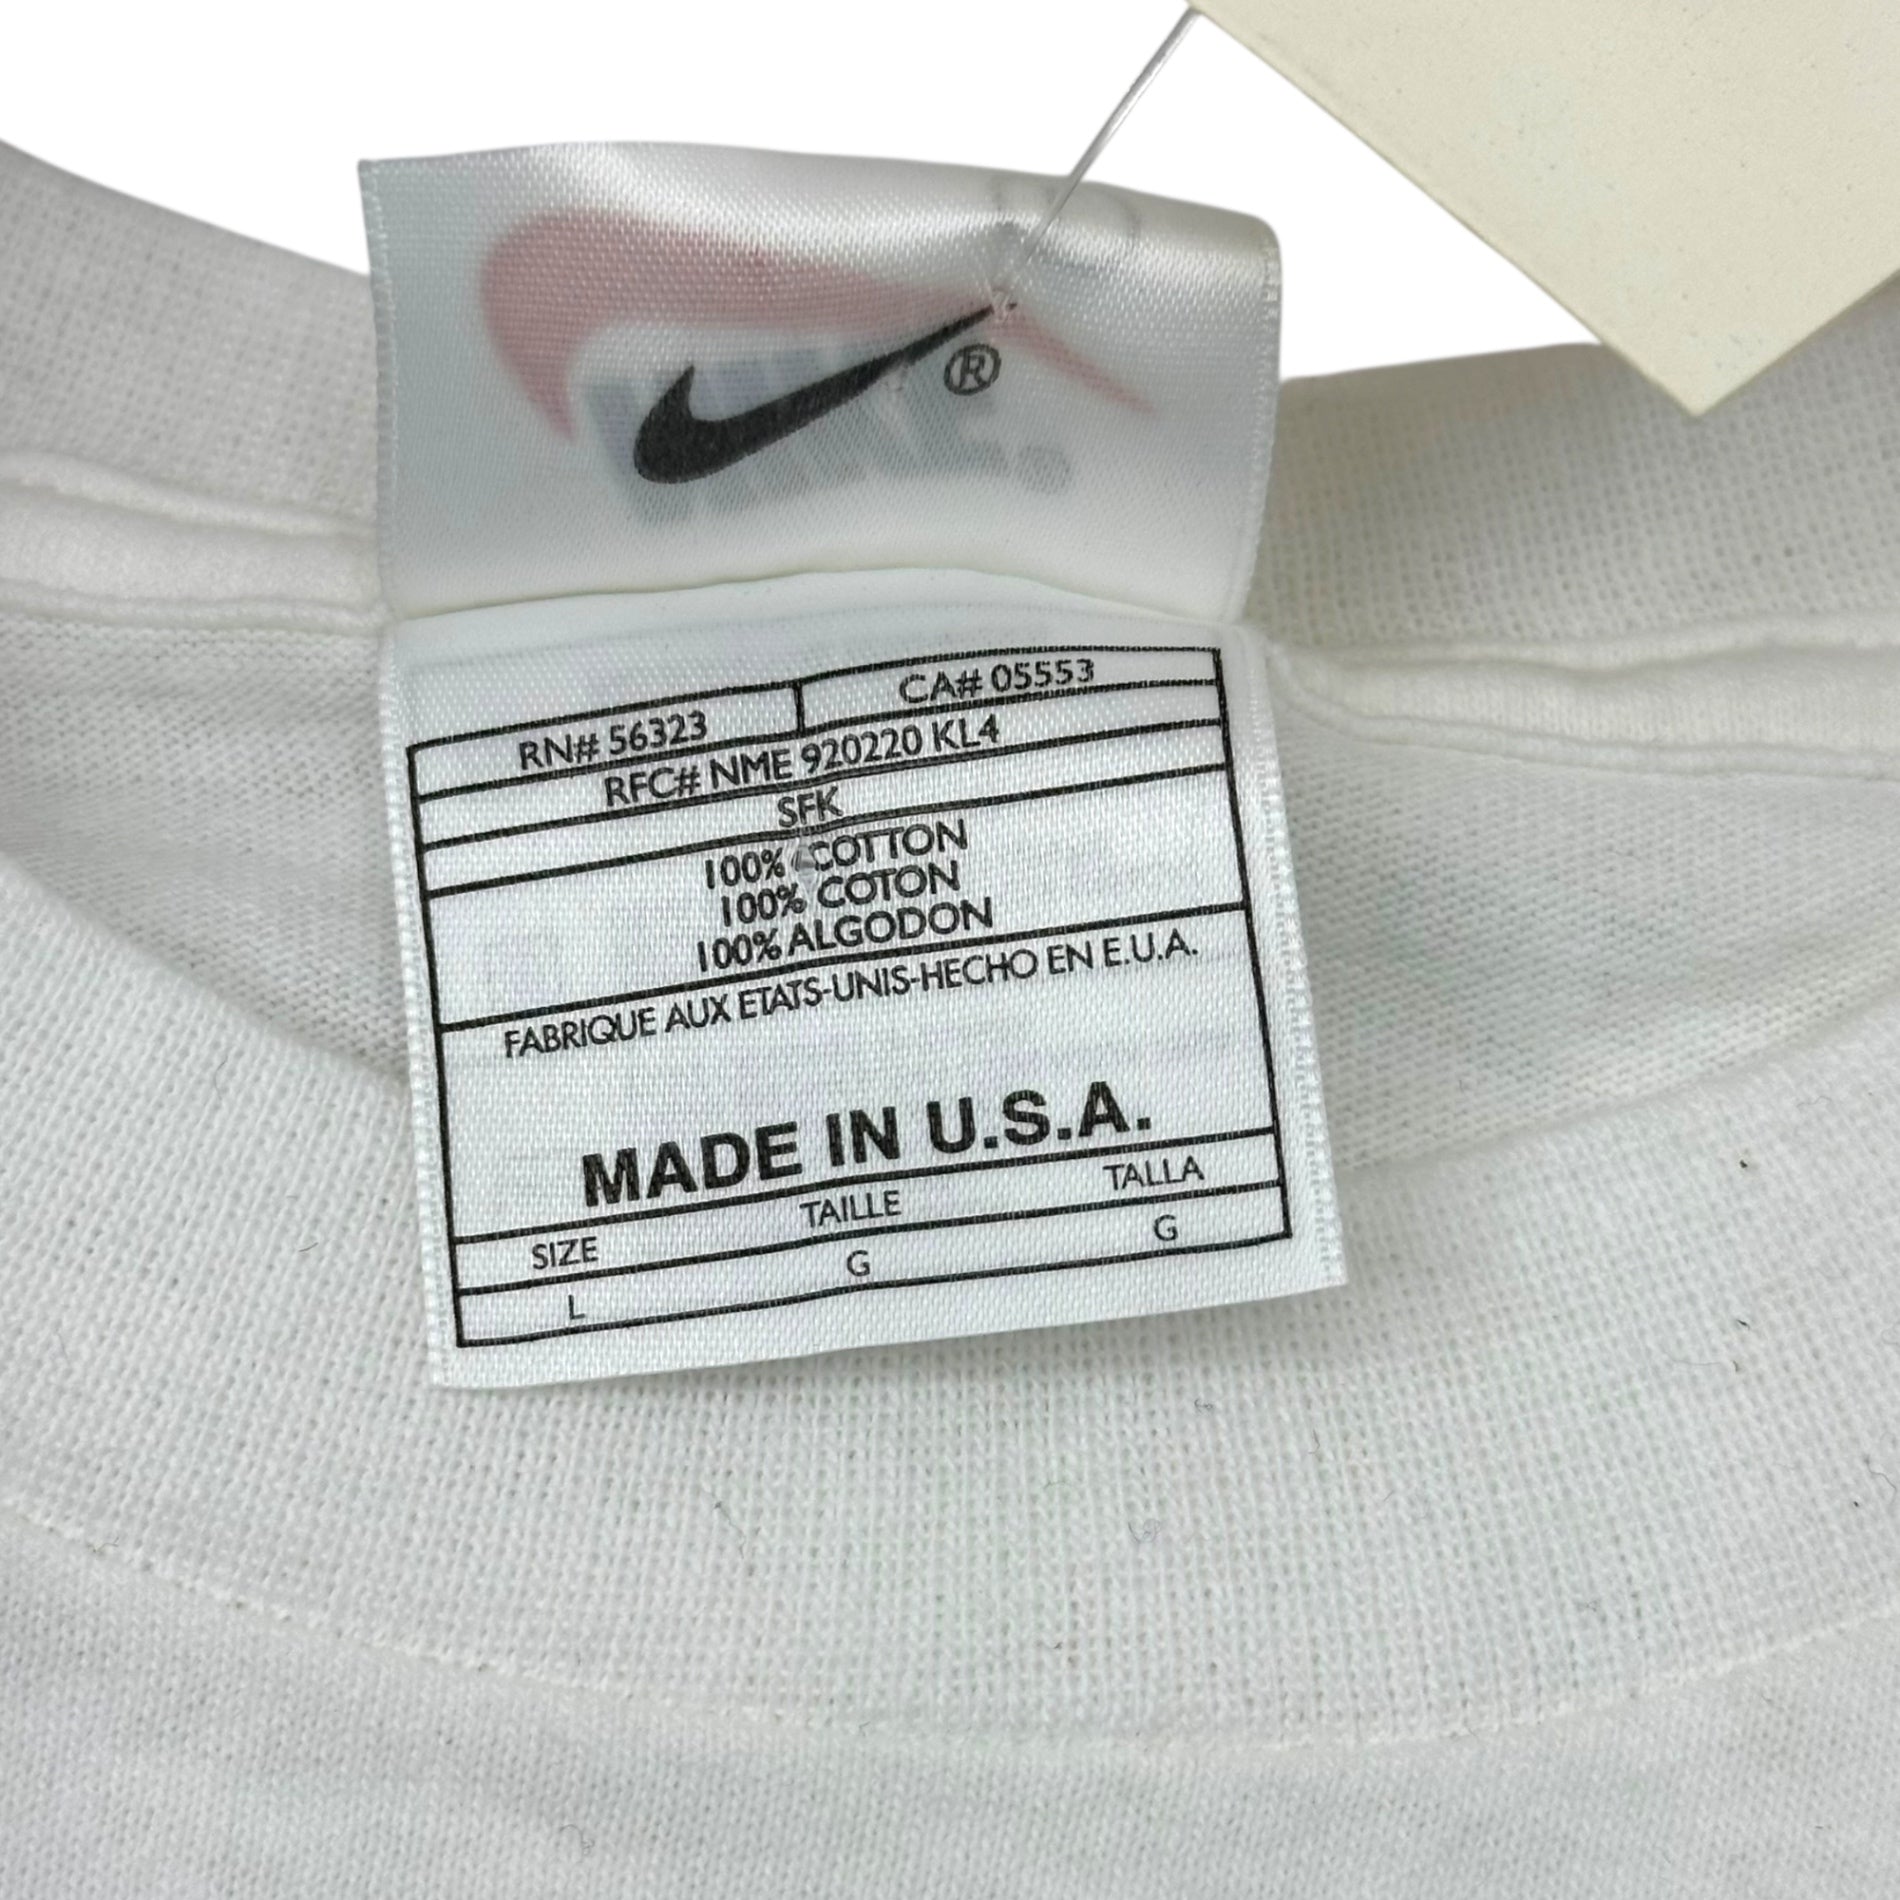 ®
RN# 56323 CA# 05553
RFC# NME 920220 KL4
SFK
100% COTTON
100% COTON
100% ALGODON
FABRIQUE AUX ETATS-UNIS-HECHO EN E.U.A.
MADE IN U.S.A.
SIZE TAILLE TALLA
L G G